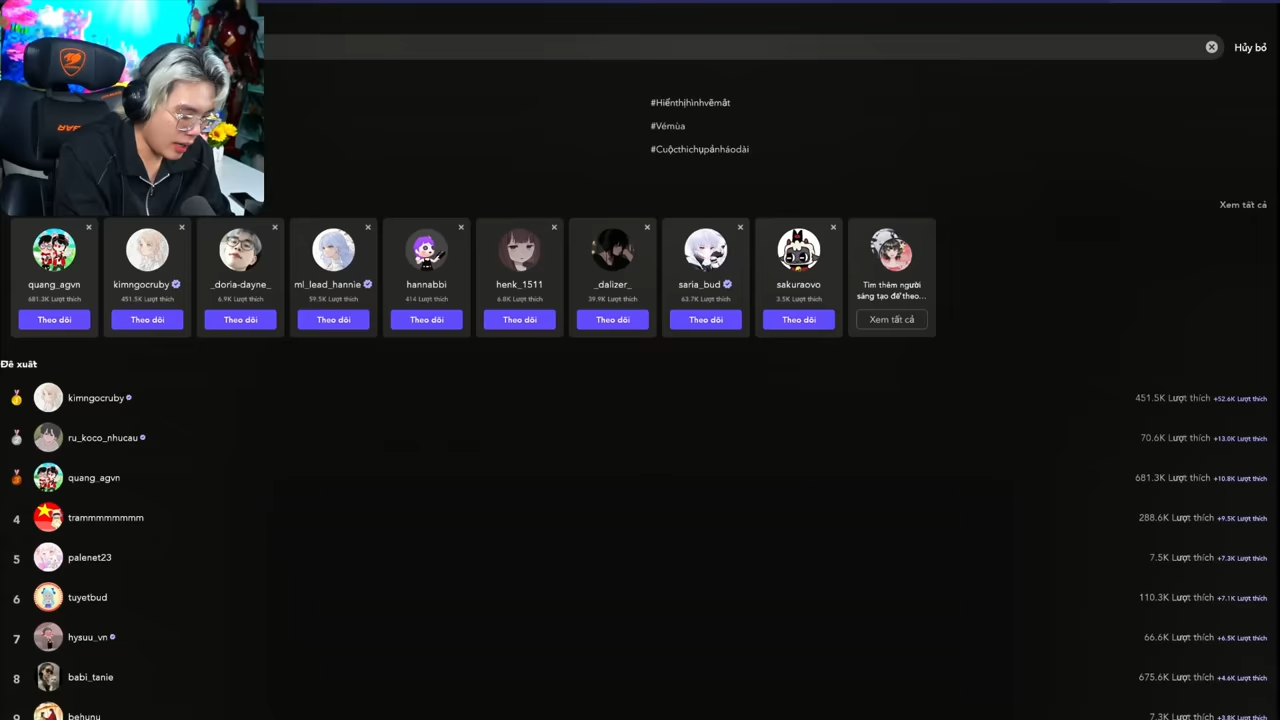 Hủy bỏ
#Hiểnthịhìnhvẽmắt
#Vémùa
#Cuộcthichụpảnháodài
Xem tất cả
quang_agvn
681.3K Lượt thích
Theo dõi
kimngocruby
451.5K Lượt thích
Theo dõi
_doria-dayne_
6.9K Lượt thích
Theo dõi
ml_lead_hannie
59.5K Lượt thích
Theo dõi
hannabbi
414 Lượt thích
Theo dõi
henk_1511
6.8K Lượt thích
Theo dõi
_dalizer_
39.9K Lượt thích
Theo dõi
saria_bud
63.7K Lượt thích
Theo dõi
sakuraovo
3.5K Lượt thích
Theo dõi
Tìm thêm người
sáng tạo để theo...
Xem tất cả
Đề xuất
kimngocruby 451.5K Lượt thích +52.6K Lượt thích
ru_koco_nhucau 70.6K Lượt thích +13.0K Lượt thích
quang_agvn 681.3K Lượt thích +10.8K Lượt thích
4 trammmmmmmm 288.6K Lượt thích +9.5K Lượt thích
5 palenet23 7.5K Lượt thích +7.3K Lượt thích
6 tuyetbud 110.3K Lượt thích +7.1K Lượt thích
7 hysuu_vn 66.6K Lượt thích +6.5K Lượt thích
8 babi_tanie 675.6K Lượt thích +4.6K Lượt thích
9 behunu 7.3K Lượt thích +3.8K Lượt thích